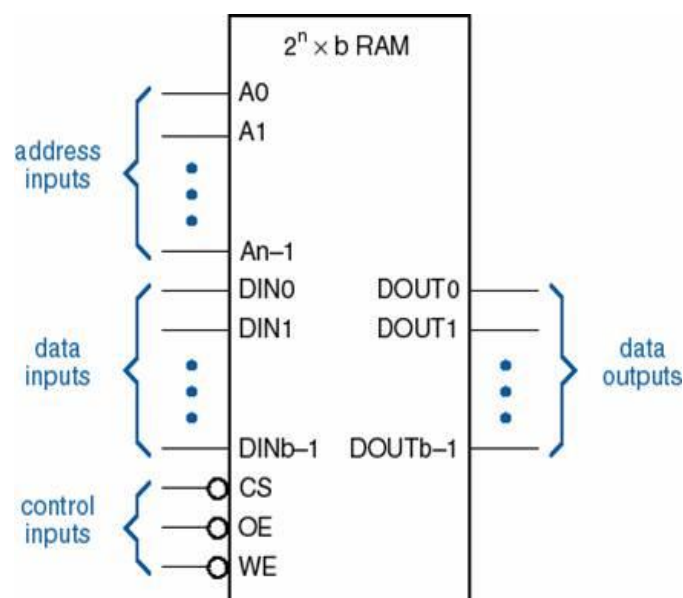 2ⁿ × b RAM
address
inputs
A0
A1
An–1
data
inputs
DIN0
DIN1
DINb–1
control
inputs
CS
OE
WE
DOUT0
DOUT1
DOUTb–1
data
outputs